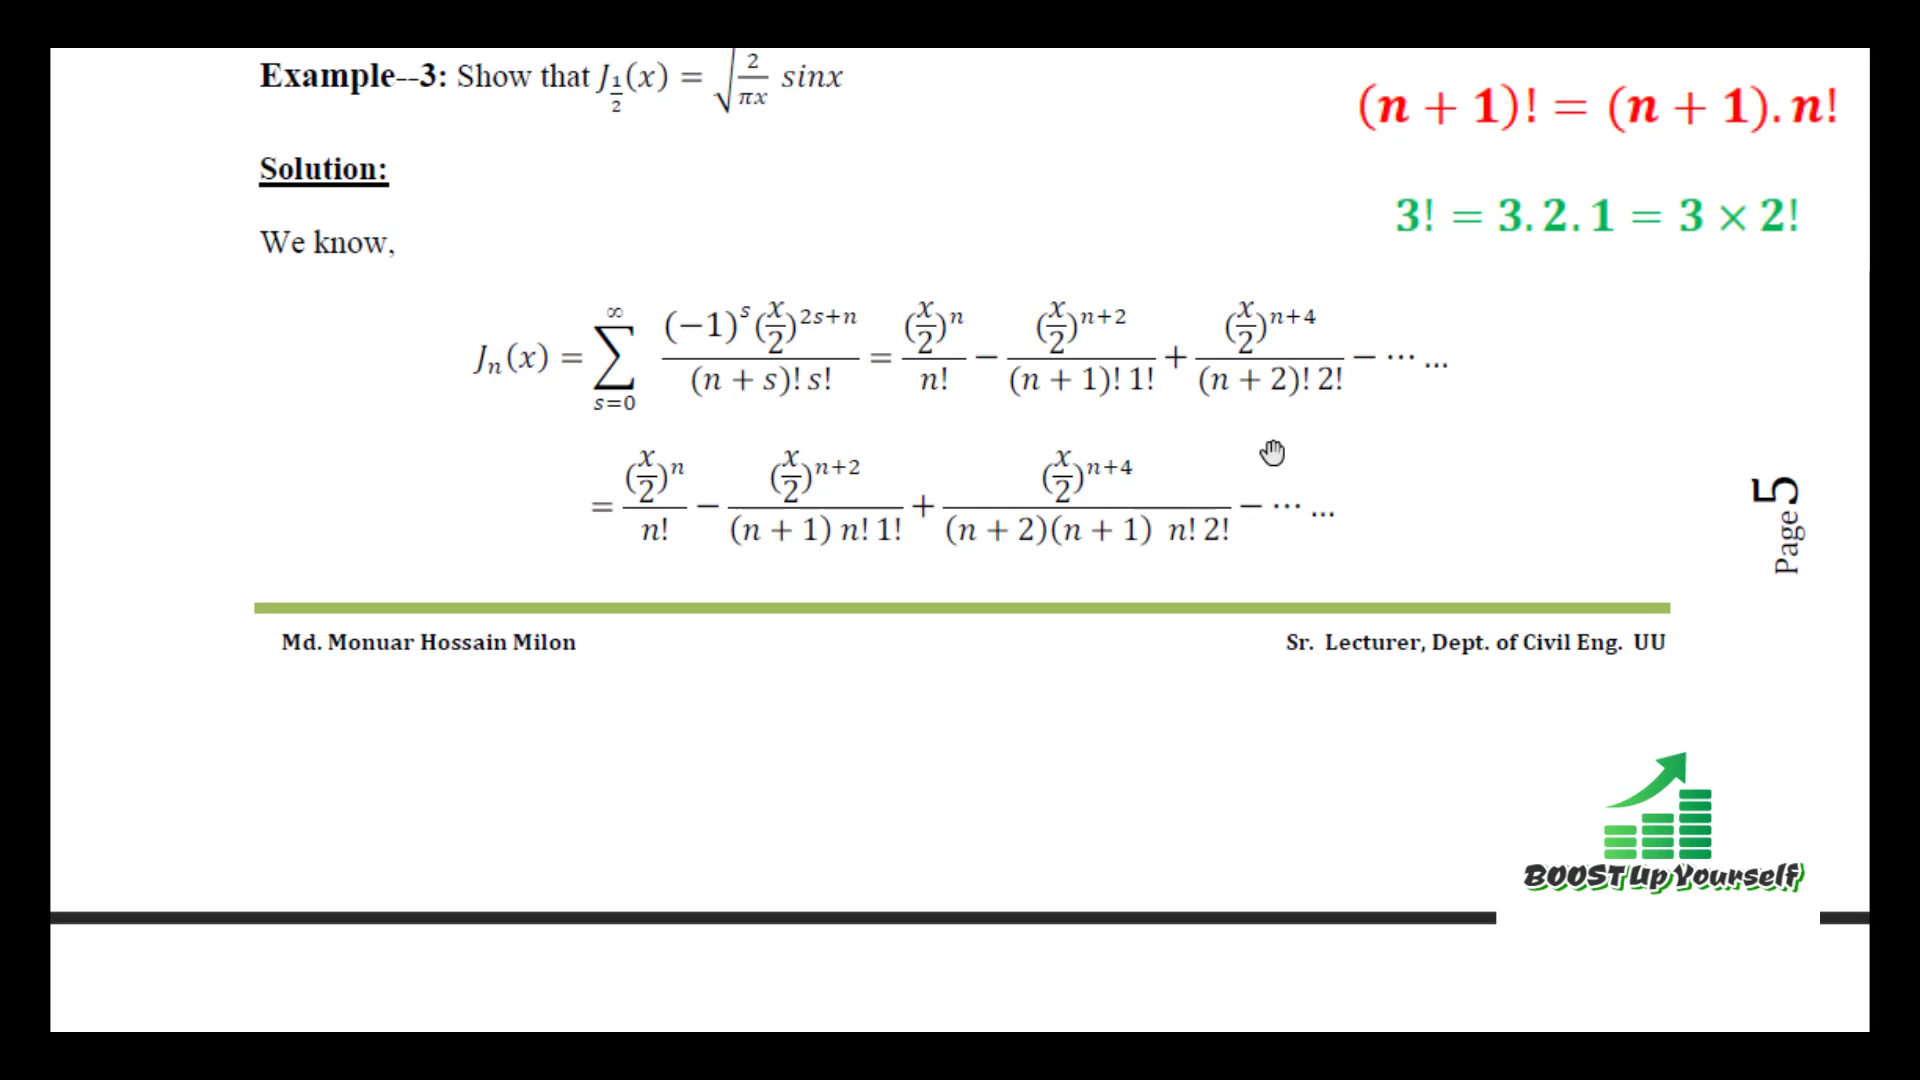 Example--3: Show that J_{1/2}(x) = √(2/πx) sinx
(n + 1)! = (n + 1). n!
Solution:
3! = 3. 2. 1 = 3 × 2!
We know,
J_n(x) = ∑_{s=0}^{∞} (−1)^s (x/2)^{2s+n} / (n + s)! s! = (x/2)^n / n! − (x/2)^{n+2} / (n + 1)! 1! + (x/2)^{n+4} / (n + 2)! 2! − ⋯ …
= (x/2)^n / n! − (x/2)^{n+2} / (n + 1) n! 1! + (x/2)^{n+4} / (n + 2)(n + 1) n! 2! − ⋯ …
Page 5
Md. Monuar Hossain Milon
Sr. Lecturer, Dept. of Civil Eng. UU
BOOST Up Yourself